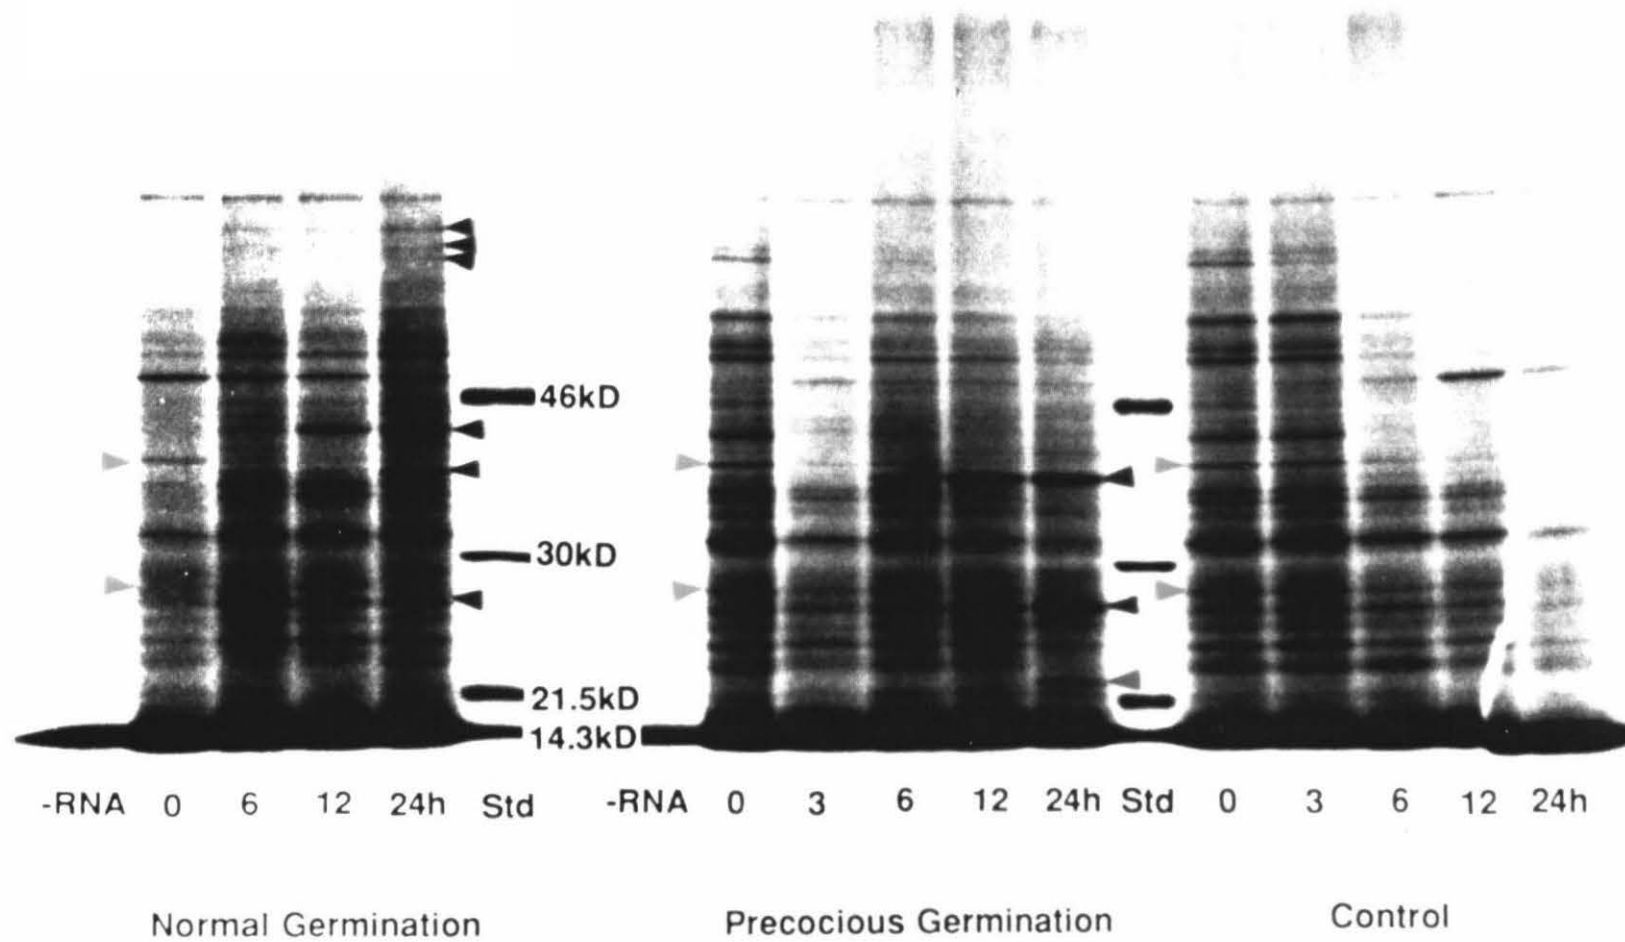 46kD
30kD
21.5kD
14.3kD
-RNA 0 6 12 24h Std -RNA 0 3 6 12 24h Std 0 3 6 12 24h
Normal Germination Precocious Germination Control